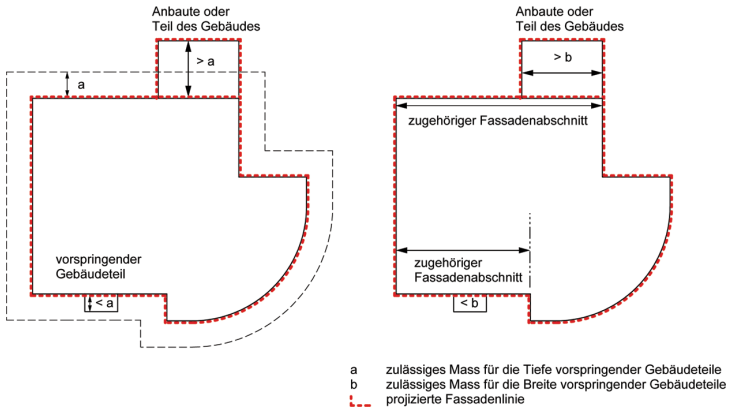 Anbaute oder
Teil des Gebäudes
> a
a
vorspringender
Gebäudeteil
< a
Anbaute oder
Teil des Gebäudes
> b
zugehöriger Fassadenabschnitt
zugehöriger
Fassadenabschnitt
< b
a zulässiges Mass für die Tiefe vorspringender Gebäudeteile
b zulässiges Mass für die Breite vorspringender Gebäudeteile
projizierte Fassadenlinie